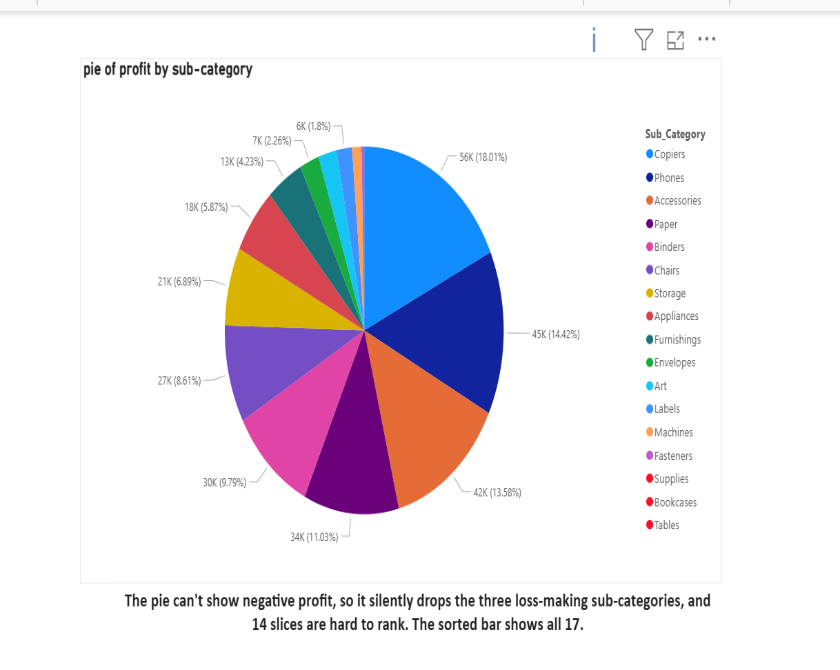 pie of profit by sub-category
6K (1.8%)
7K (2.26%)
13K (4.23%)
18K (5.87%)
21K (6.89%)
27K (8.61%)
30K (9.79%)
34K (11.03%)
42K (13.58%)
45K (14.42%)
56K (18.01%)
Sub_Category
Copiers
Phones
Accessories
Paper
Binders
Chairs
Storage
Appliances
Furnishings
Envelopes
Art
Labels
Machines
Fasteners
Supplies
Bookcases
Tables
The pie can't show negative profit, so it silently drops the three loss-making sub-categories, and
14 slices are hard to rank. The sorted bar shows all 17.